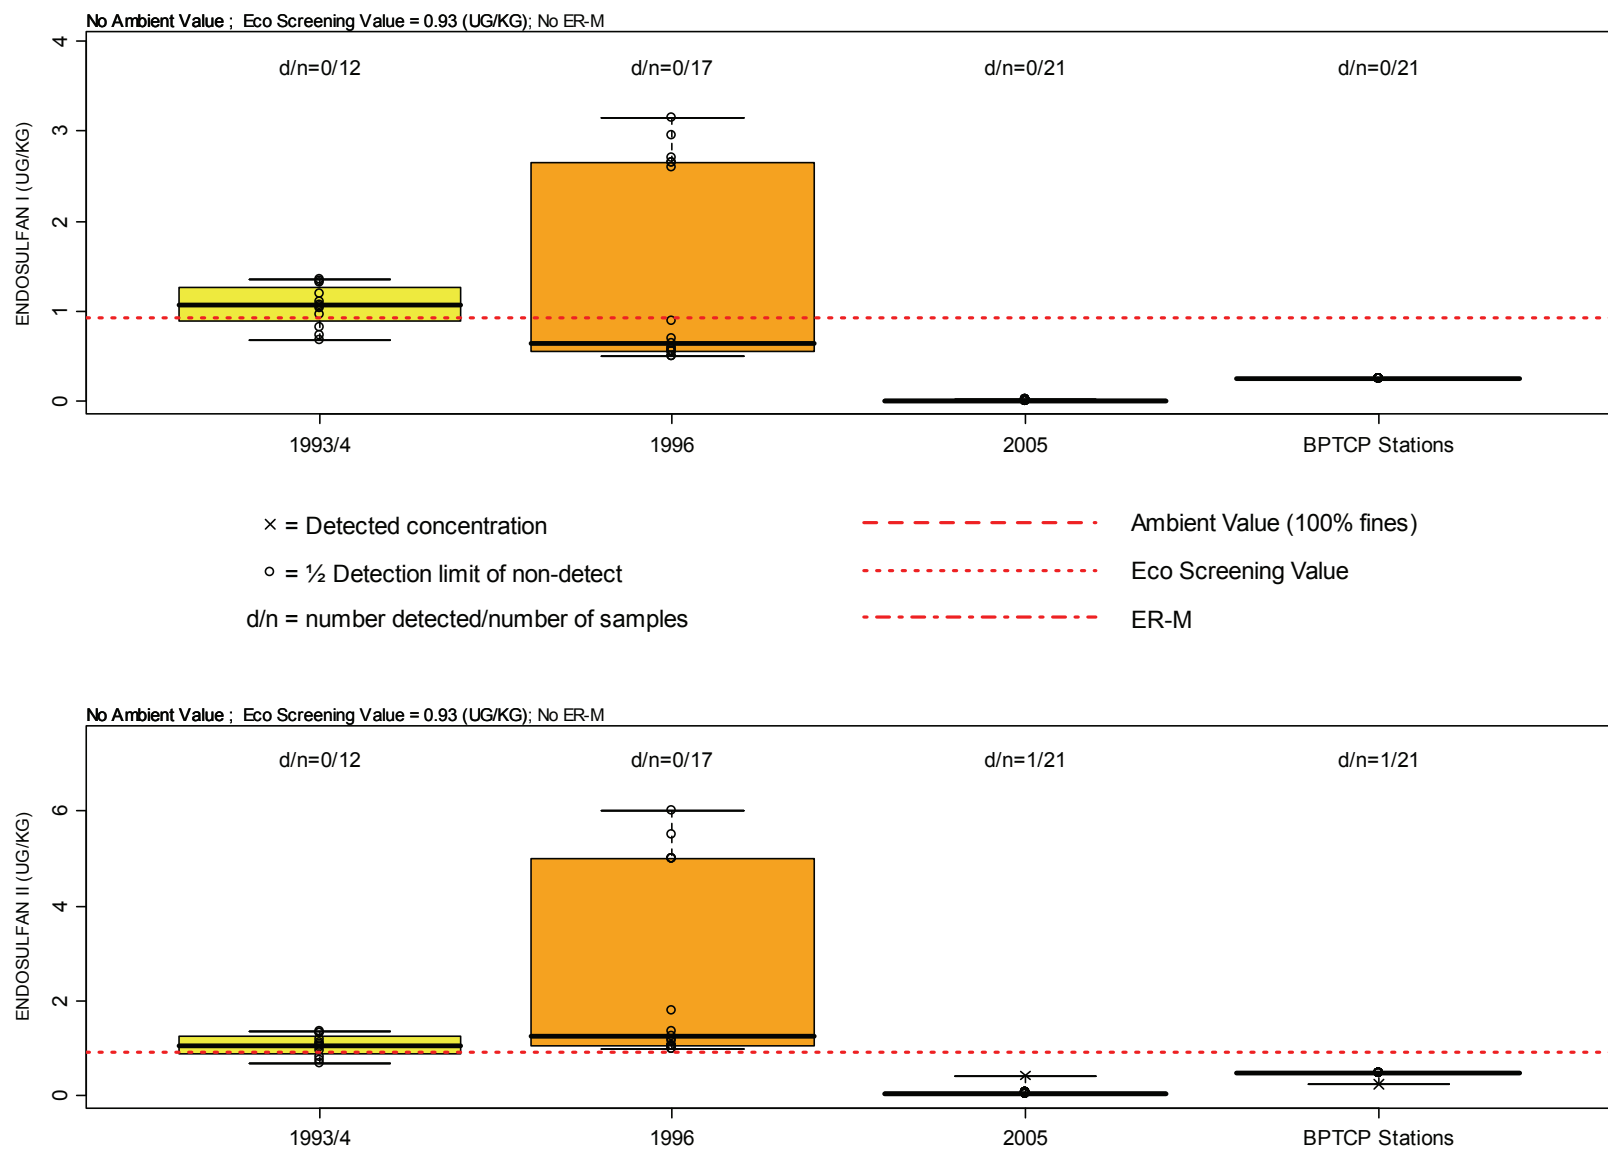 No Ambient Value ; Eco Screening Value = 0.93 (UG/KG); No ER-M
ENDOSULFAN I (UG/KG)
4
3
2
1
0
d/n=0/12 d/n=0/17 d/n=0/21 d/n=0/21
1993/4 1996 2005 BPTCP Stations
× = Detected concentration
o = ½ Detection limit of non-detect
d/n = number detected/number of samples
Ambient Value (100% fines)
Eco Screening Value
ER-M
No Ambient Value ; Eco Screening Value = 0.93 (UG/KG); No ER-M
ENDOSULFAN II (UG/KG)
6
4
2
0
d/n=0/12 d/n=0/17 d/n=1/21 d/n=1/21
1993/4 1996 2005 BPTCP Stations